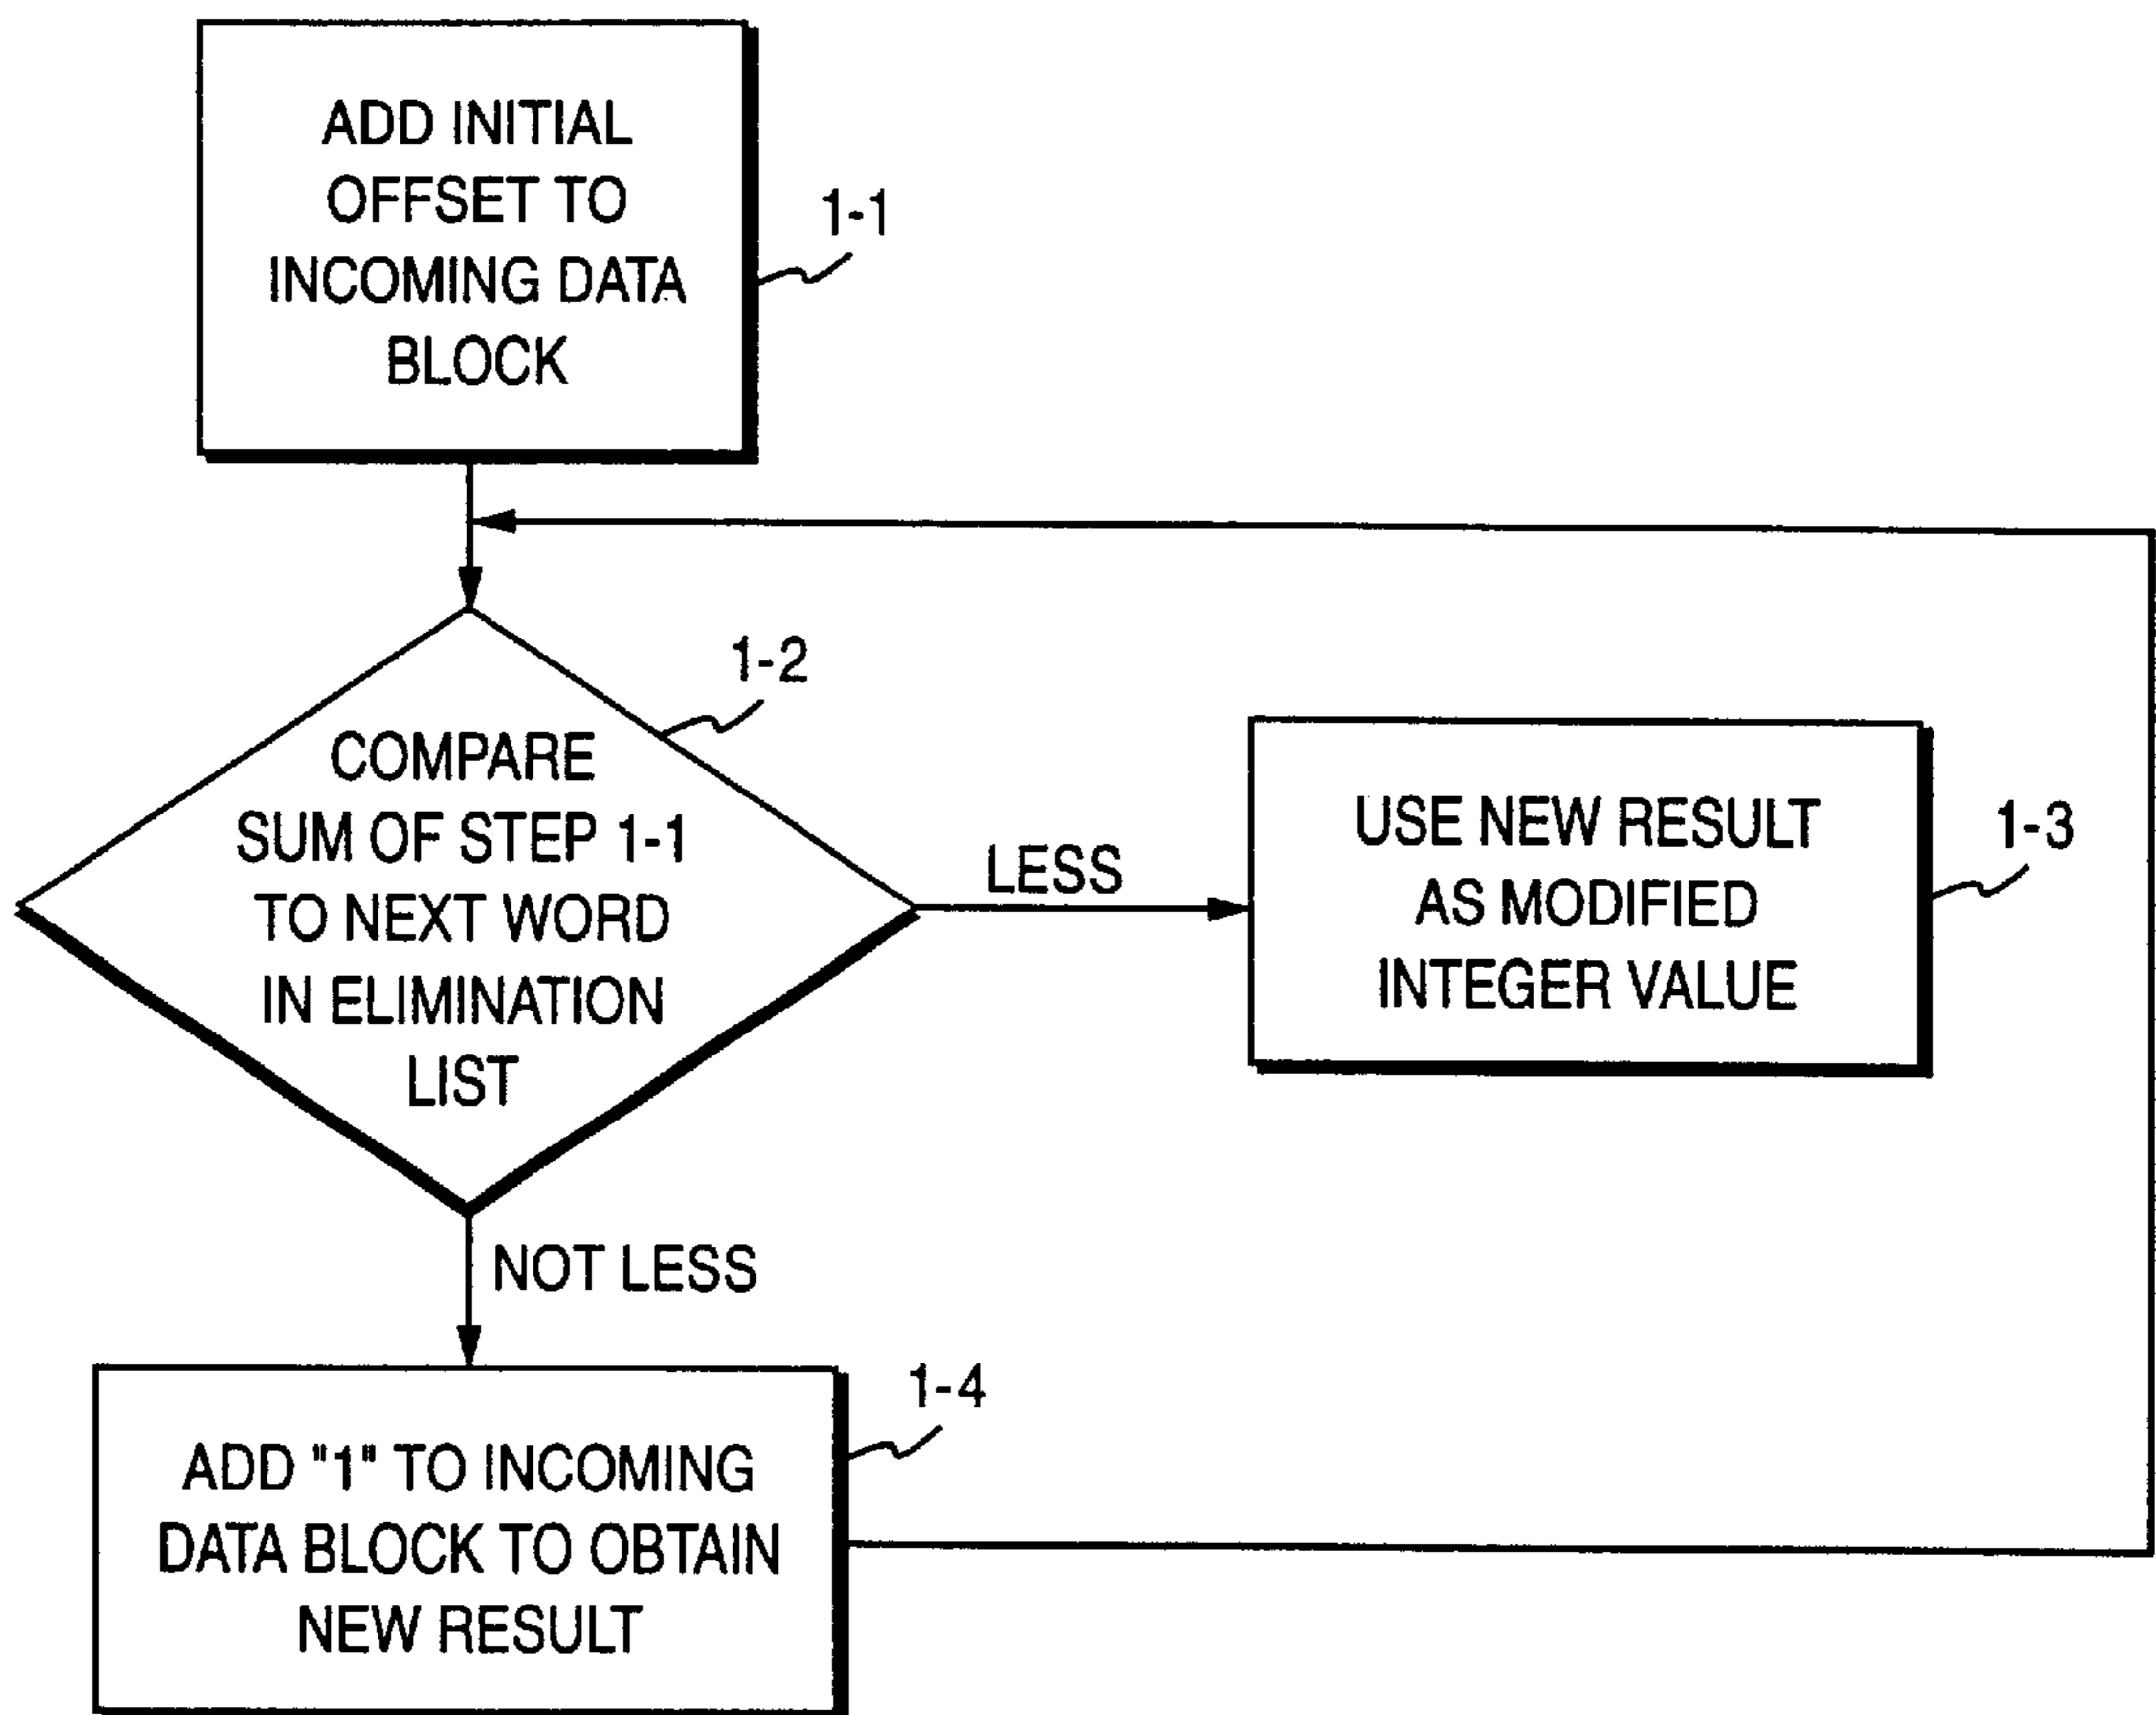 ADD INITIAL
OFFSET TO
INCOMING DATA
BLOCK
1-1
1-2
COMPARE
SUM OF STEP 1-1
TO NEXT WORD
IN ELIMINATION
LIST
LESS
USE NEW RESULT
AS MODIFIED
INTEGER VALUE
1-3
NOT LESS
1-4
ADD "1" TO INCOMING
DATA BLOCK TO OBTAIN
NEW RESULT